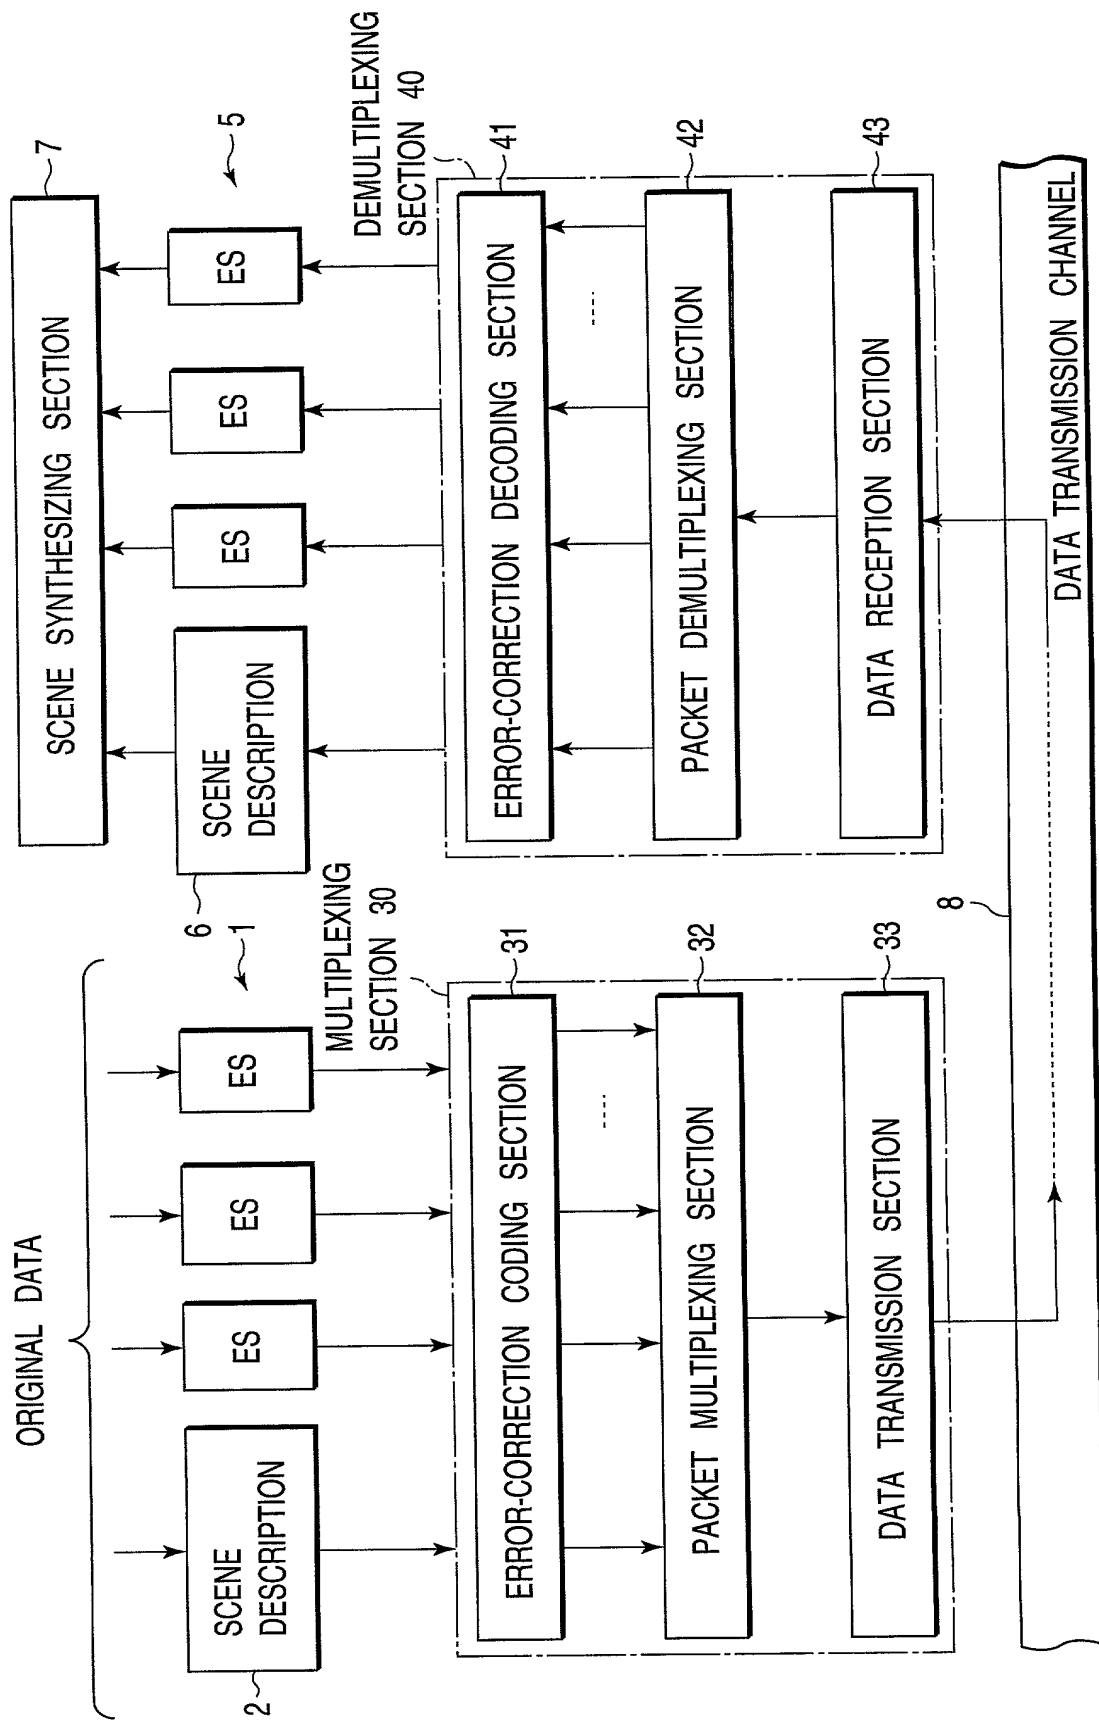 ORIGINAL DATA
SCENE
DESCRIPTION
2
ES
ES
ES
1
MULTIPLEXING
SECTION 30
ERROR-CORRECTION CODING SECTION
31
PACKET MULTIPLEXING SECTION
32
DATA TRANSMISSION SECTION
33
SCENE SYNTHESIZING SECTION
7
SCENE
DESCRIPTION
6
ES
ES
ES
5
DEMULTIPLEXING
SECTION 40
ERROR-CORRECTION DECODING SECTION
41
PACKET DEMULTIPLEXING SECTION
42
DATA RECEPTION SECTION
43
8
DATA TRANSMISSION CHANNEL